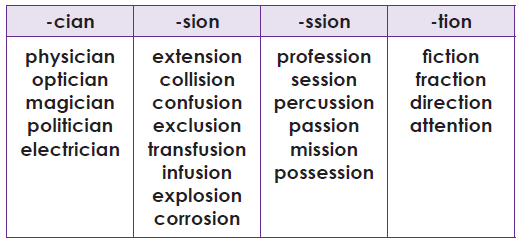 -cian -sion -ssion -tion
physician extension profession fiction
optician collision session fraction
magician confusion percussion direction
politician exclusion passion attention
electrician transfusion mission
infusion possession
explosion
corrosion